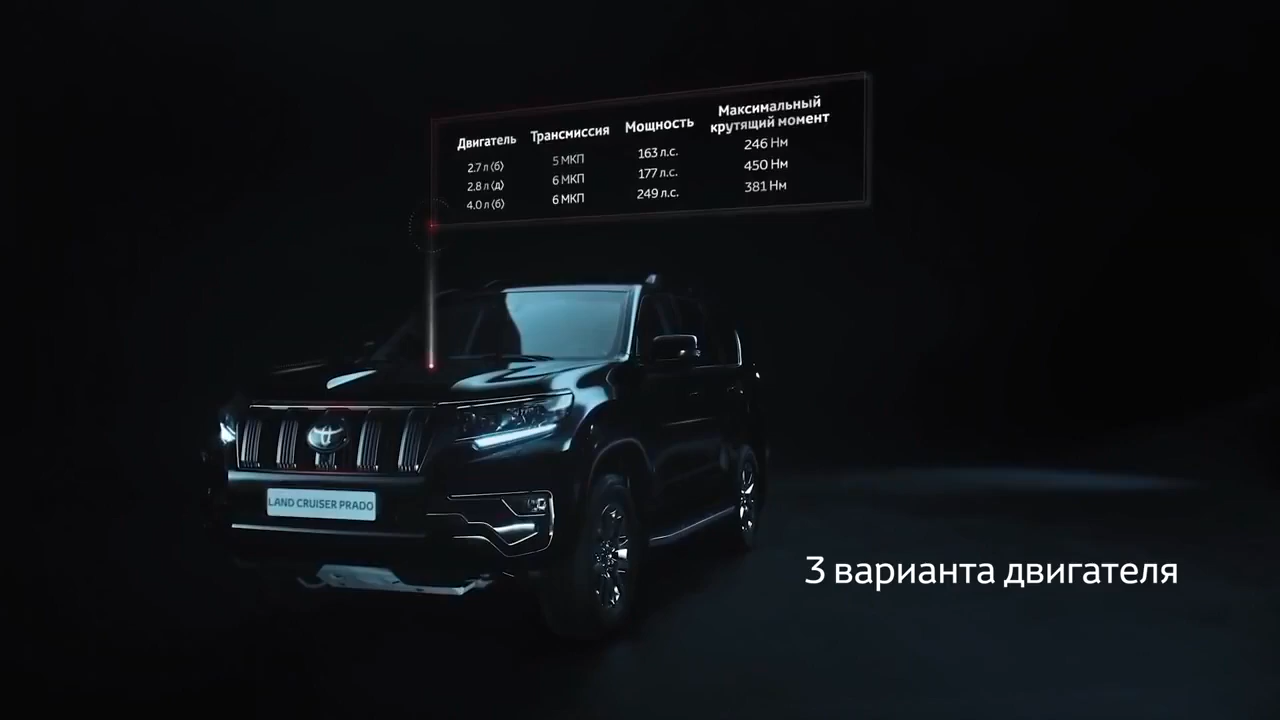 Двигатель Трансмиссия Мощность Максимальный крутящий момент
2.7 л (б) 5 МКП 163 л.с. 246 Нм
2.8 л (д) 6 МКП 177 л.с. 450 Нм
4.0 л (б) 6 МКП 249 л.с. 381 Нм
LAND CRUISER PRADO
3 варианта двигателя